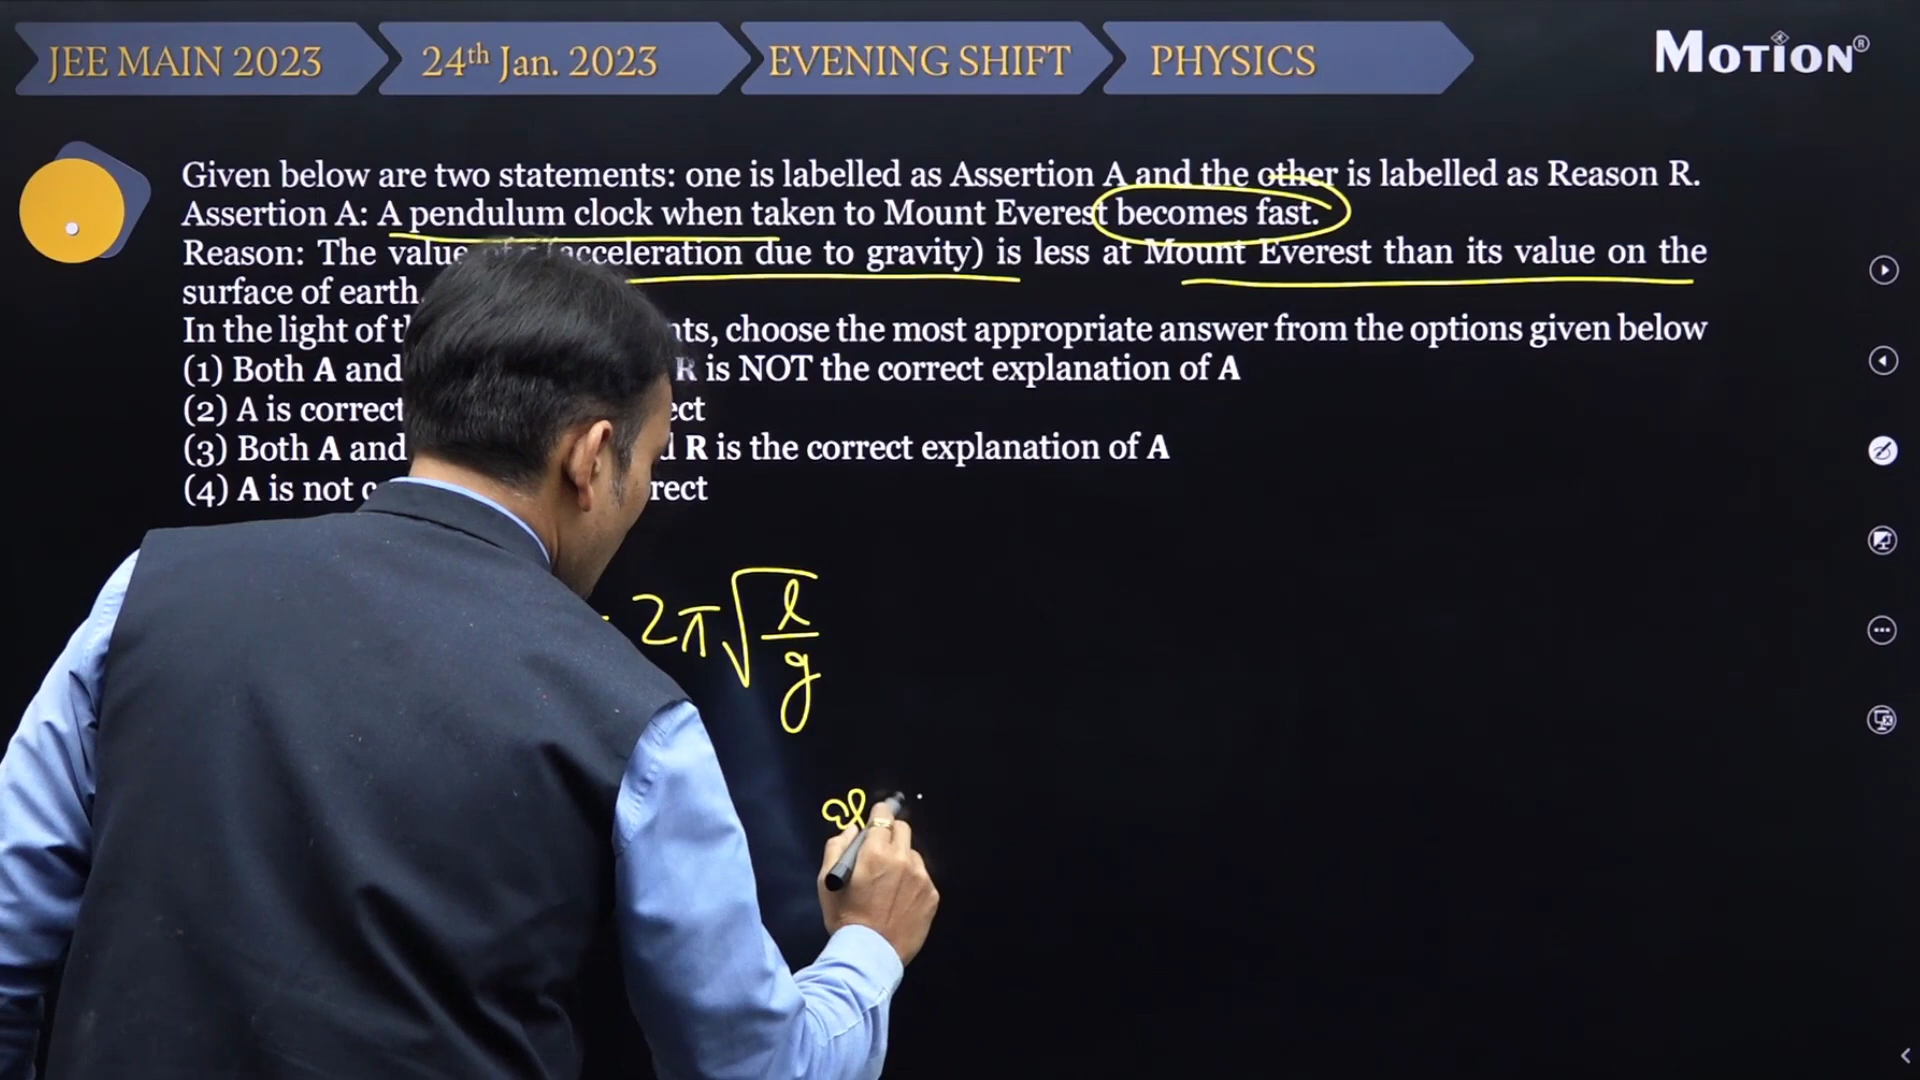 JEE MAIN 2023
24th Jan. 2023
EVENING SHIFT
PHYSICS
MOTION®
Given below are two statements: one is labelled as Assertion A and the other is labelled as Reason R.
Assertion A: A pendulum clock when taken to Mount Everest becomes fast.
Reason: The value of g (acceleration due to gravity) is less at Mount Everest than its value on the
surface of earth.
In the light of nts, choose the most appropriate answer from the options given below
(1) Both A and R is NOT the correct explanation of A
(2) A is correct ect
(3) Both A and R is the correct explanation of A
(4) A is not rect
2π√l/g